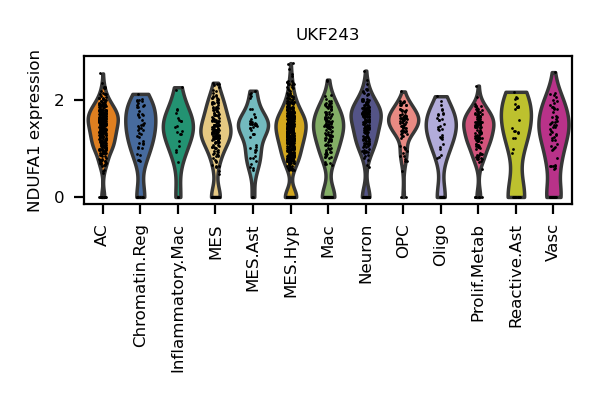 UKF243
NDUFA1 expression
2
0
AC
Chromatin.Reg
Inflammatory.Mac
MES
MES.Ast
MES.Hyp
Mac
Neuron
OPC
Oligo
Prolif.Metab
Reactive.Ast
Vasc